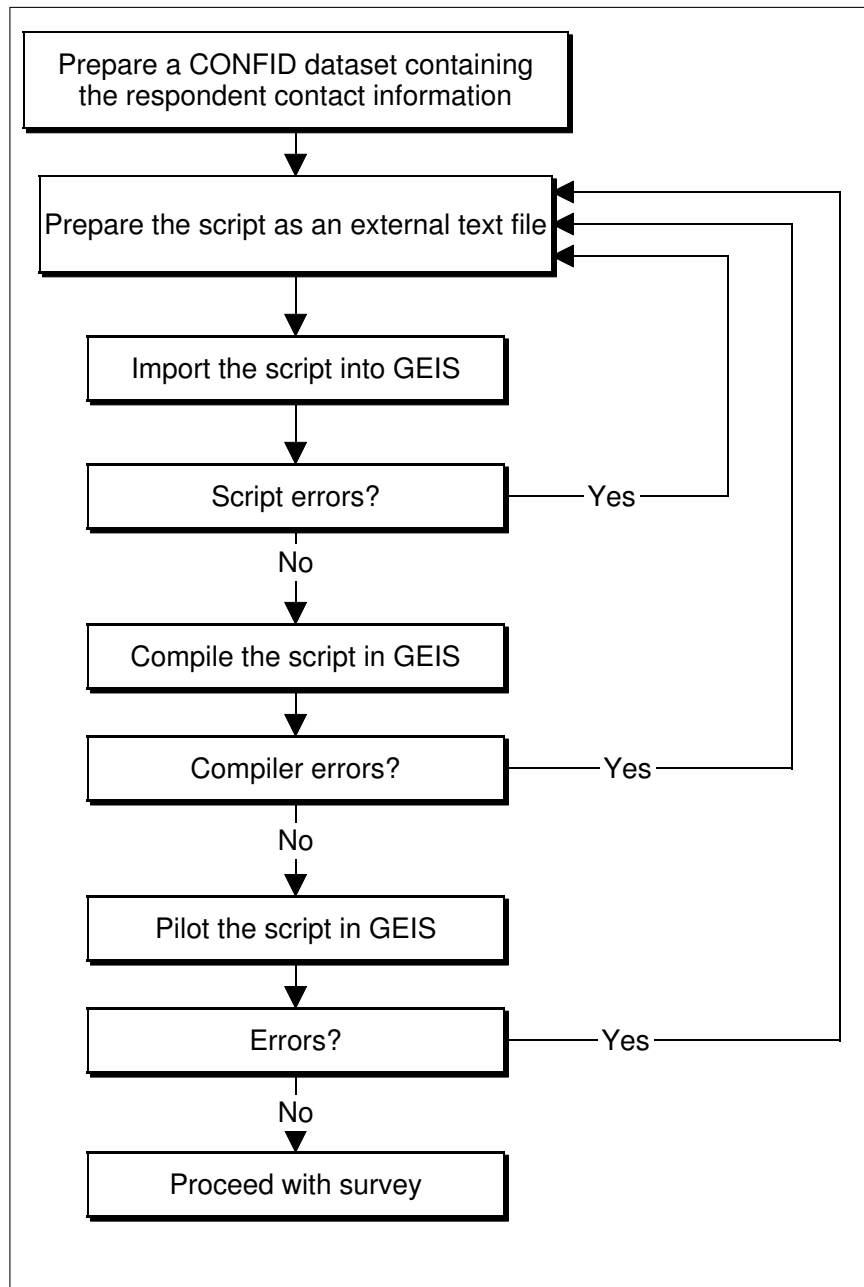 Prepare a CONFID dataset containing
the respondent contact information
Prepare the script as an external text file
Import the script into GEIS
Script errors?
Yes
No
Compile the script in GEIS
Compiler errors?
Yes
No
Pilot the script in GEIS
Errors?
Yes
No
Proceed with survey